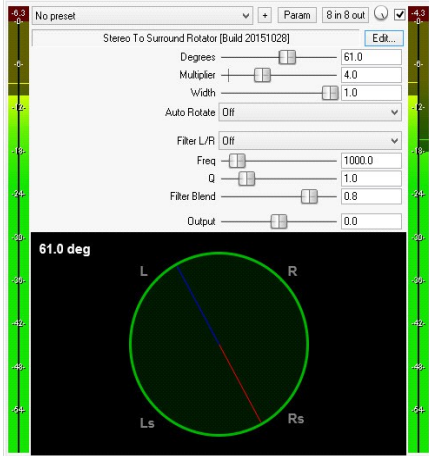 -6.3 No preset + Param 8 in 8 out -4.3
-0- -0-
Stereo To Surround Rotator [Build 20151028] Edit...
Degrees 61.0
-6- -6-
Multiplier 4.0
Width 1.0
-12- -12-
Auto Rotate Off
Filter L/R Off
-18- -18-
Freq 1000.0
Q 1.0
-24- Filter Blend 0.8 -24-
Output 0.0
-30- -30-
61.0 deg
L R
-36- -36-
-42- -42-
-48- -48-
-54- -54-
Ls Rs